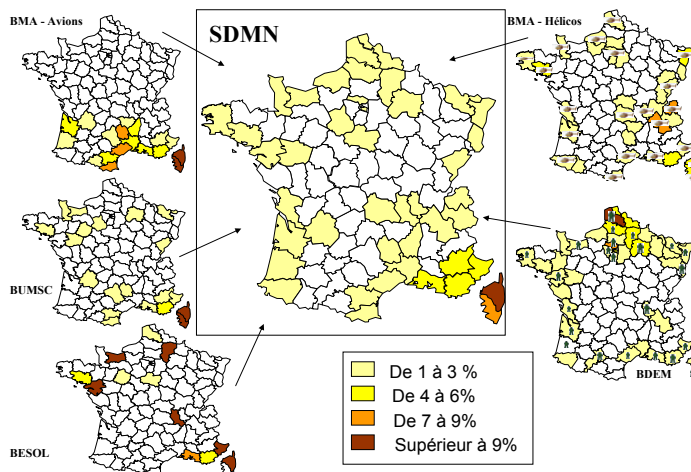 BMA - Avions
SDMN
BMA - Hélicos
BUMSC
BDEM
BESOL
De 1 à 3 %
De 4 à 6%
De 7 à 9%
Supérieur à 9%